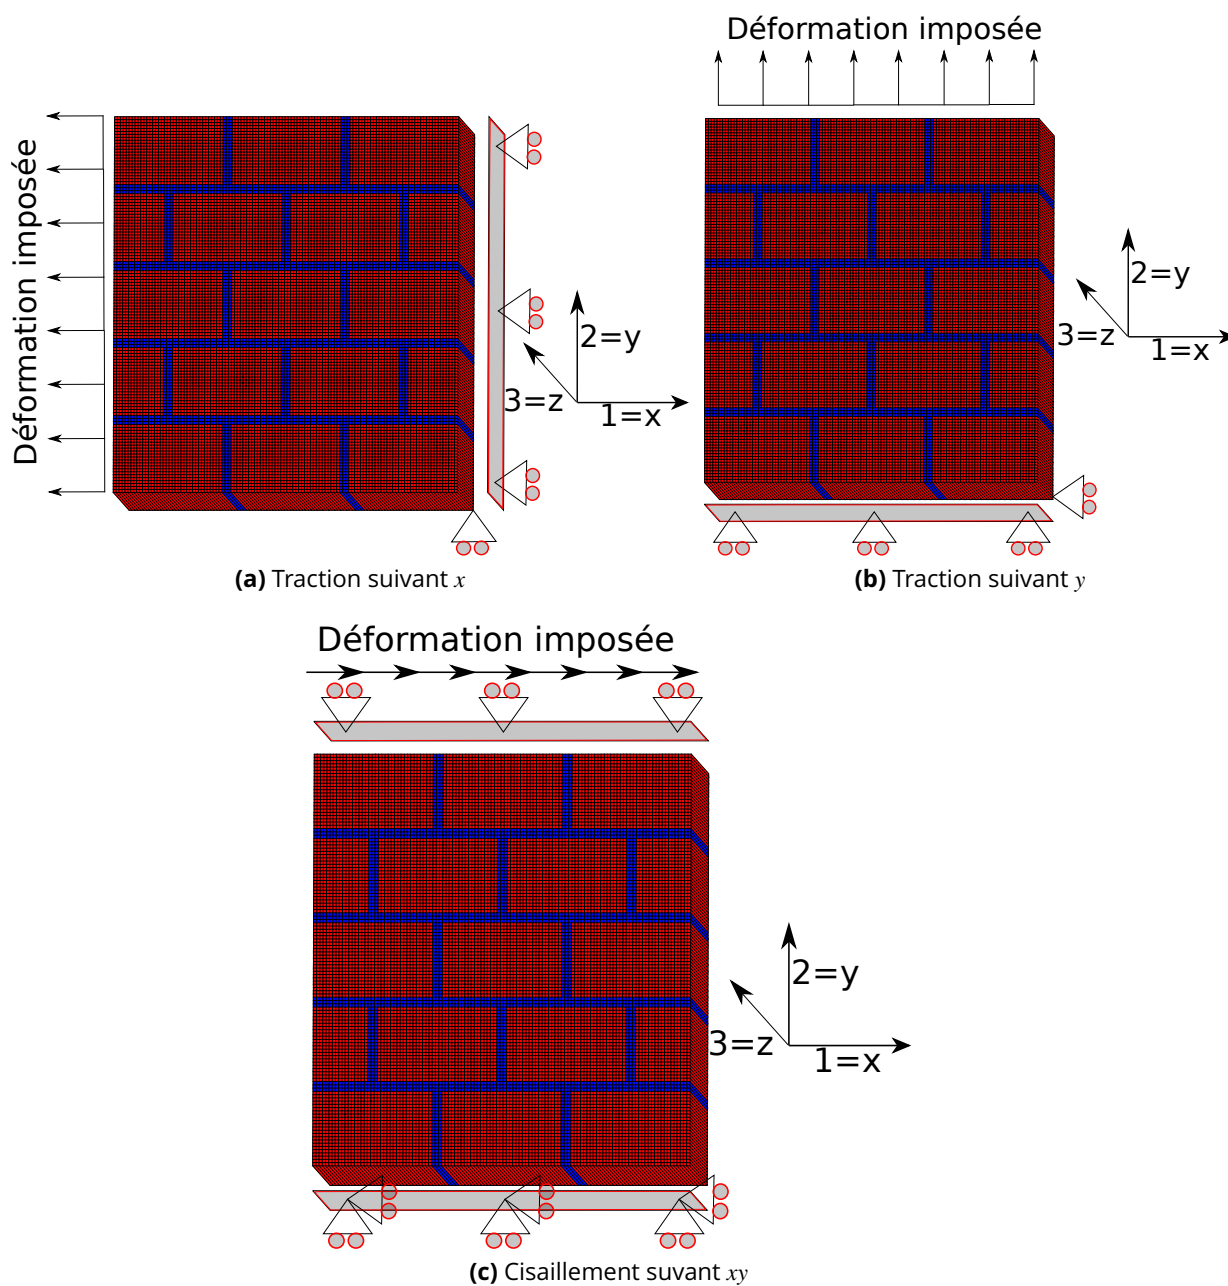 Déformation imposée
Déformation imposée
2=y
3=z
1=x
2=y
3=z
1=x
(a) Traction suivant x
(b) Traction suivant y
Déformation imposée
2=y
3=z
1=x
(c) Cisaillement suvant xy